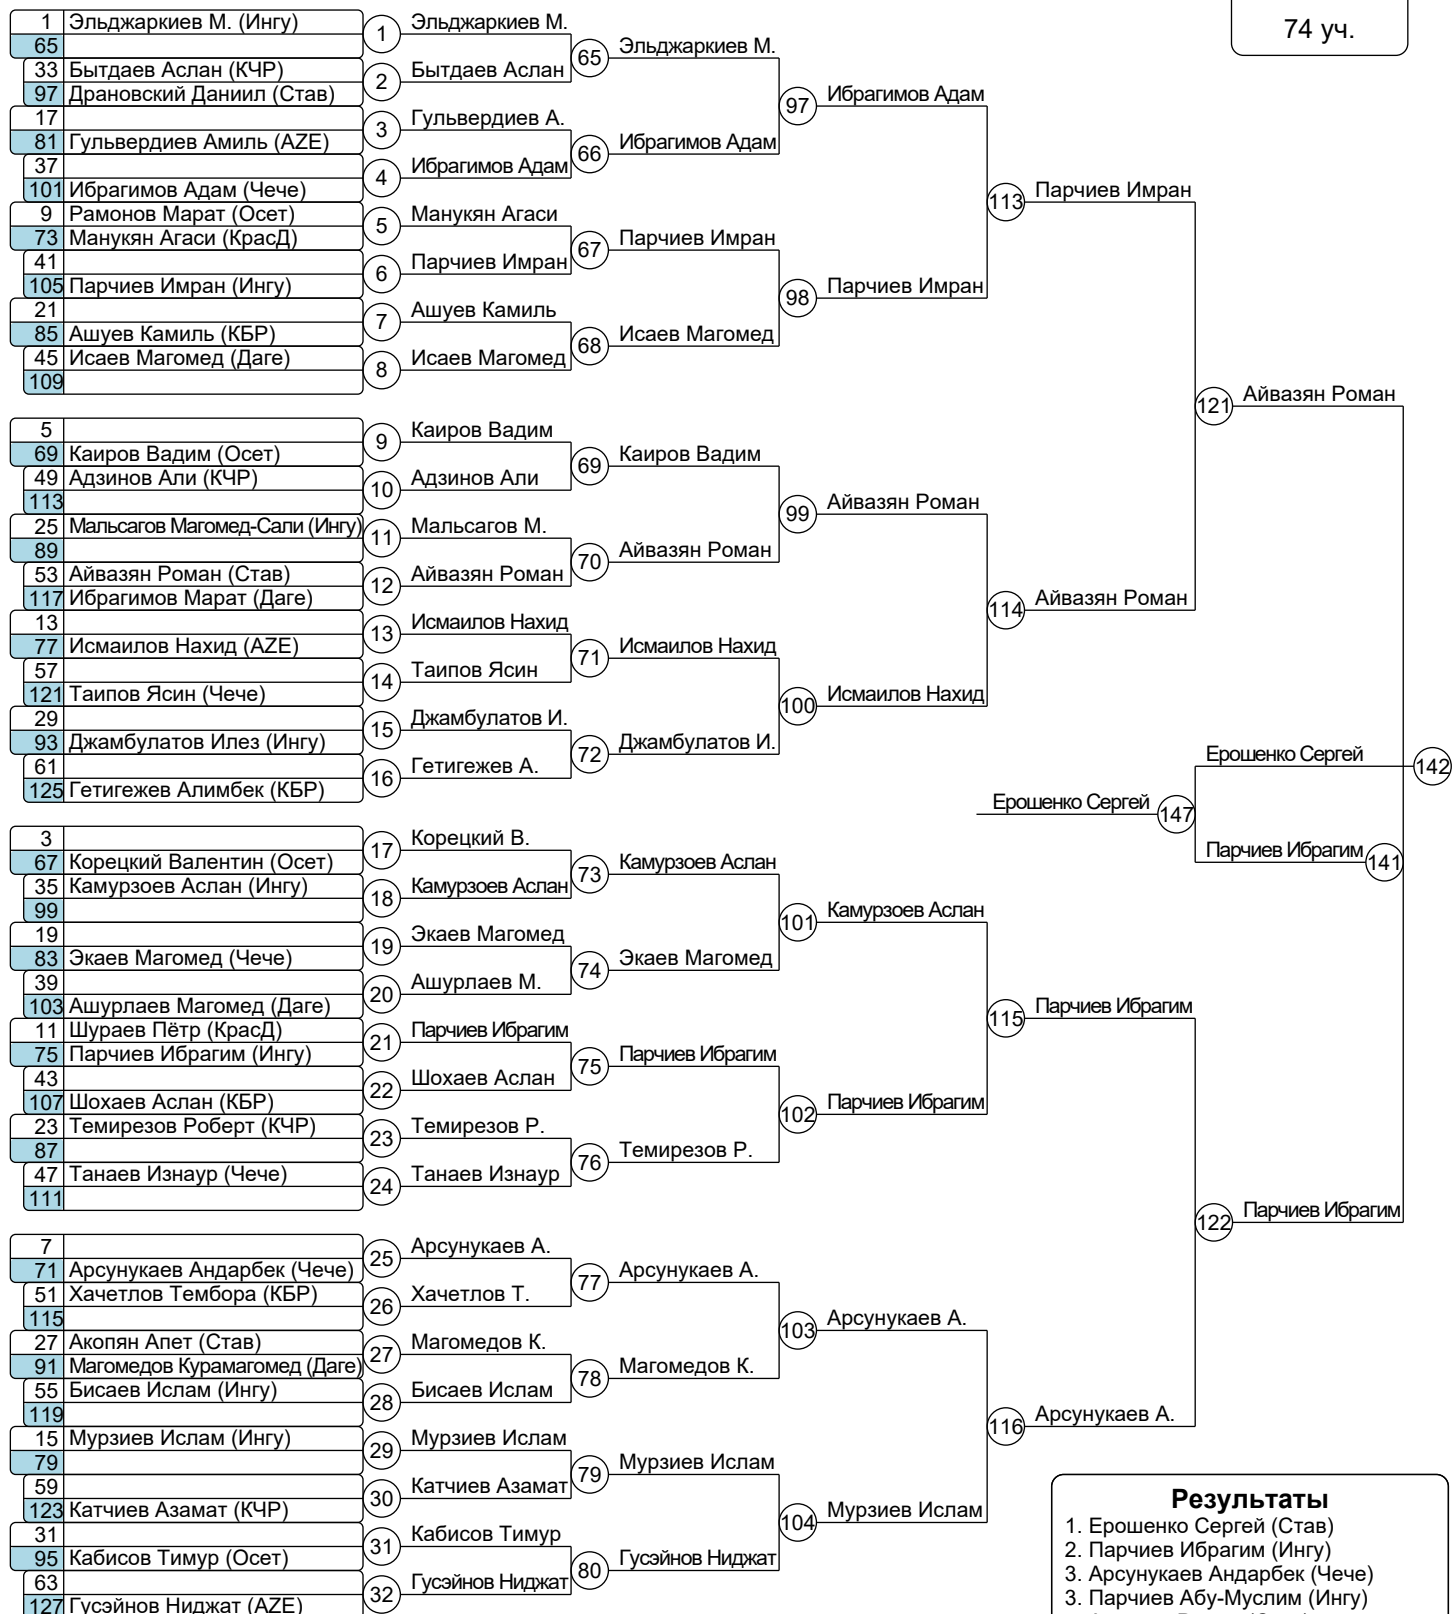 74 уч.
1 Эльджаркиев М. (Ингу)
65
33 Бытдаев Аслан (КЧР)
97 Драновский Даниил (Став)
17
81 Гульвердиев Амиль (AZE)
37
101 Ибрагимов Адам (Чече)
9 Рамонов Марат (Осет)
73 Манукян Агаси (КрасД)
41
105 Парчиев Имран (Ингу)
21
85 Ашуев Камиль (КБР)
45 Исаев Магомед (Даге)
109
5
69 Каиров Вадим (Осет)
49 Адзинов Али (КЧР)
113
25 Мальсагов Магомед-Сали (Ингу)
89
53 Айвазян Роман (Став)
117 Ибрагимов Марат (Даге)
13
77 Исмаилов Нахид (AZE)
57
121 Таипов Ясин (Чече)
29
93 Джамбулатов Илез (Ингу)
61
125 Гетигежев Алимбек (КБР)
3
67 Корецкий Валентин (Осет)
35 Камурзоев Аслан (Ингу)
99
19
83 Экаев Магомед (Чече)
39
103 Ашурлаев Магомед (Даге)
11 Шураев Пётр (КрасД)
75 Парчиев Ибрагим (Ингу)
43
107 Шохаев Аслан (КБР)
23 Темирезов Роберт (КЧР)
87
47 Танаев Изнаур (Чече)
111
7
71 Арсунукаев Андарбек (Чече)
51 Хачетлов Тембора (КБР)
115
27 Акопян Апет (Став)
91 Магомедов Курамагомед (Даге)
55 Бисаев Ислам (Ингу)
119
15 Мурзиев Ислам (Ингу)
79
59
123 Катчиев Азамат (КЧР)
31
95 Кабисов Тимур (Осет)
63
127 Гусэйнов Ниджат (AZE)
1 Эльджаркиев М.
2 Бытдаев Аслан
3 Гульвердиев А.
4 Ибрагимов Адам
5 Манукян Агаси
6 Парчиев Имран
7 Ашуев Камиль
8 Исаев Магомед
9 Каиров Вадим
10 Адзинов Али
11 Мальсагов М.
12 Айвазян Роман
13 Исмаилов Нахид
14 Таипов Ясин
15 Джамбулатов И.
16 Гетигежев А.
17 Корецкий В.
18 Камурзоев Аслан
19 Экаев Магомед
20 Ашурлаев М.
21 Парчиев Ибрагим
22 Шохаев Аслан
23 Темирезов Р.
24 Танаев Изнаур
25 Арсунукаев А.
26 Хачетлов Т.
27 Магомедов К.
28 Бисаев Ислам
29 Мурзиев Ислам
30 Катчиев Азамат
31 Кабисов Тимур
32 Гусэйнов Ниджат
65 Эльджаркиев М.
66 Ибрагимов Адам
67 Парчиев Имран
68 Исаев Магомед
69 Каиров Вадим
70 Айвазян Роман
71 Исмаилов Нахид
72 Джамбулатов И.
73 Камурзоев Аслан
74 Экаев Магомед
75 Парчиев Ибрагим
76 Темирезов Р.
77 Арсунукаев А.
78 Магомедов К.
79 Мурзиев Ислам
80 Гусэйнов Ниджат
97 Ибрагимов Адам
98 Парчиев Имран
99 Айвазян Роман
100 Исмаилов Нахид
101 Камурзоев Аслан
102 Парчиев Ибрагим
103 Арсунукаев А.
104 Мурзиев Ислам
113 Парчиев Имран
114 Айвазян Роман
115 Парчиев Ибрагим
116 Арсунукаев А.
121 Айвазян Роман
122 Парчиев Ибрагим
Ерошенко Сергей 142
Ерошенко Сергей 147
Парчиев Ибрагим 141
Результаты
1. Ерошенко Сергей (Став)
2. Парчиев Ибрагим (Ингу)
3. Арсунукаев Андарбек (Чече)
3. Парчиев Абу-Муслим (Ингу)